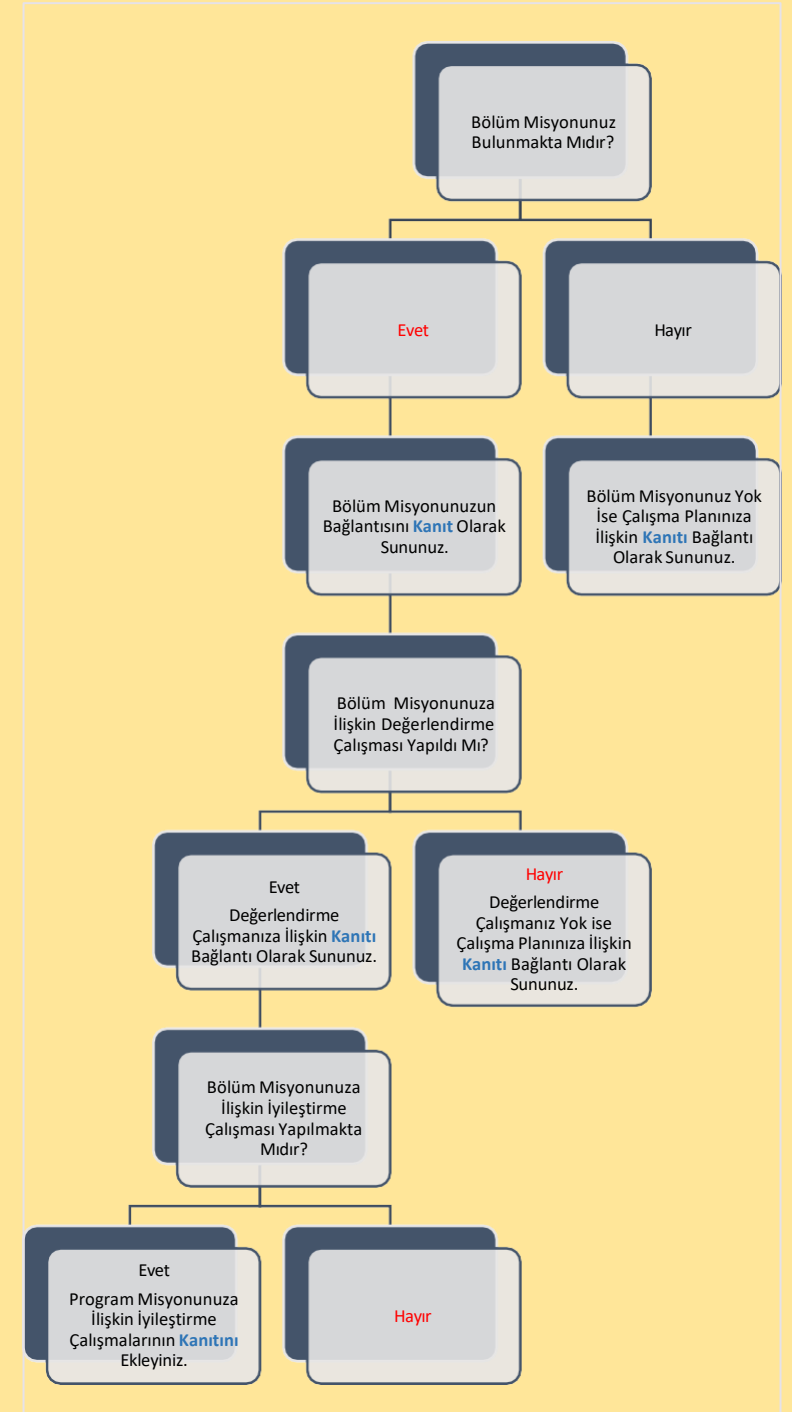 Bölüm Misyonunuz
Bulunmakta Mıdır?
Evet
Hayır
Bölüm Misyonunuzun
Bağlantısını Kanıt Olarak
Sununuz.
Bölüm Misyonunuz Yok
İse Çalışma Planınıza
İlişkin Kanıtı Bağlantı
Olarak Sununuz.
Bölüm Misyonunuza
İlişkin Değerlendirme
Çalışması Yapıldı Mı?
Evet
Değerlendirme
Çalışmanıza İlişkin Kanıtı
Bağlantı Olarak Sununuz.
Hayır
Değerlendirme
Çalışmanız Yok ise
Çalışma Planınıza İlişkin
Kanıtı Bağlantı Olarak
Sununuz.
Bölüm Misyonunuza
İlişkin İyileştirme
Çalışması Yapılmakta
Mıdır?
Evet
Program Misyonunuza
İlişkin İyileştirme
Çalışmalarının Kanıtını
Ekleyiniz.
Hayır